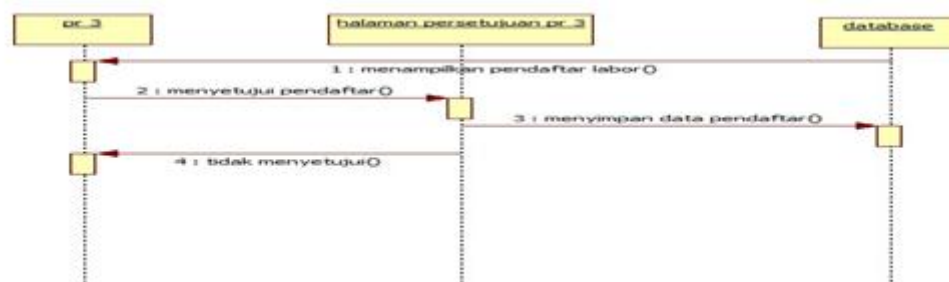 pr 3
halaman persetujuan pr 3
database
1 : menampilkan pendaftar labor()
2 : menyetujui pendaftar()
3 : menyimpan data pendaftar()
4 : tidak menyetujui()